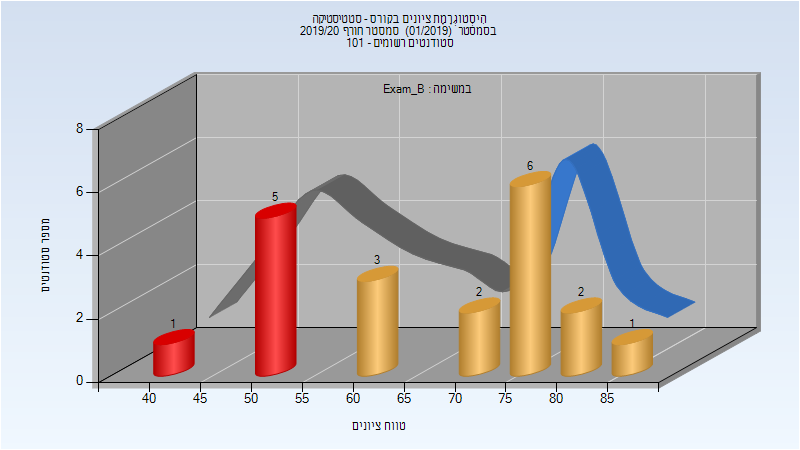 היסטוגרמת ציונים בקורס - סטטיסטיקה
בסמסטר (01/2019) סמסטר חורף 2019/20
סטודנטים רשומים - 101
במשימה : Exam_B
מספר סטודנטים
8
6
4
2
0
1
5
3
2
6
2
1
40 45 50 55 60 65 70 75 80 85
טווח ציונים